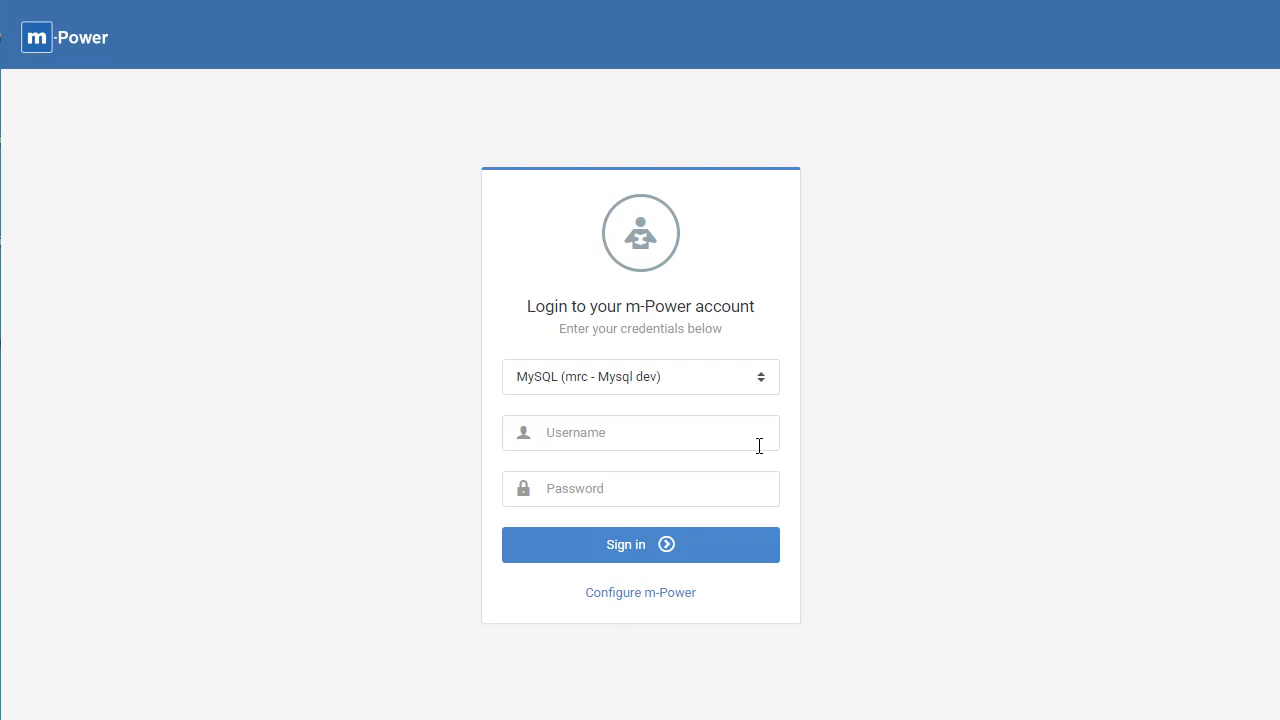 m-Power
Login to your m-Power account
Enter your credentials below
MySQL (mrc - Mysql dev)
Username
Password
Sign in
Configure m-Power